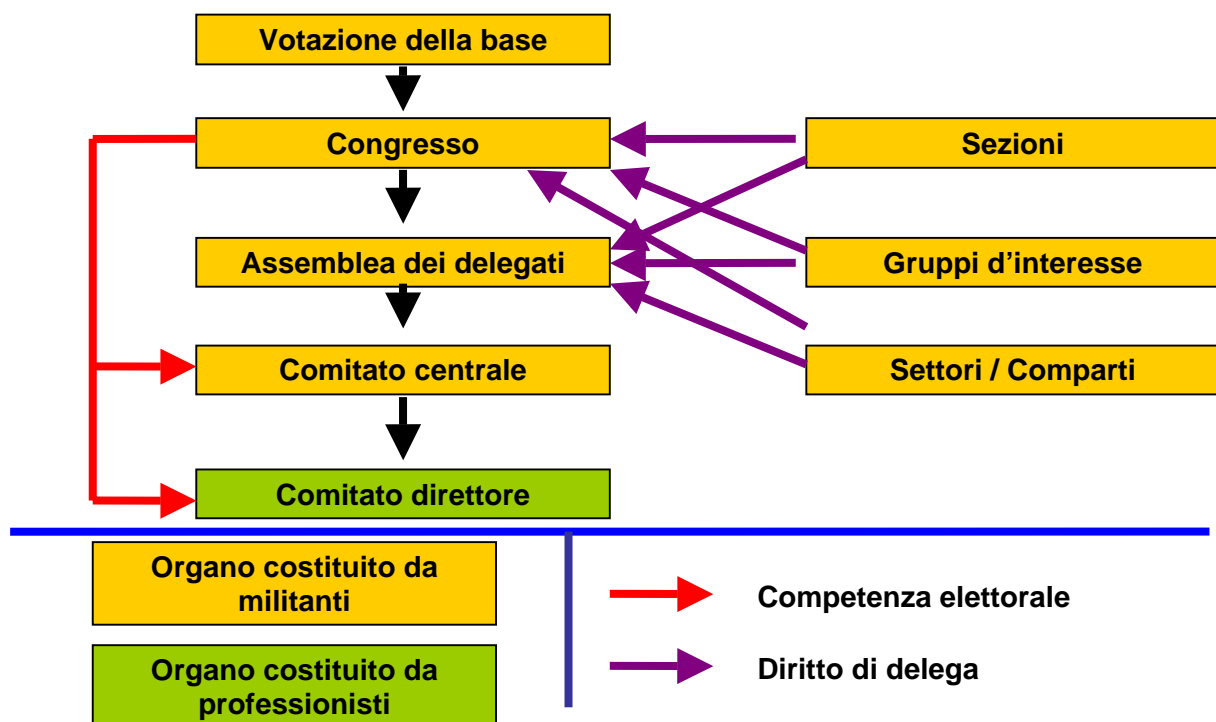 Votazione della base
Congresso
Sezioni
Assemblea dei delegati
Gruppi d’interesse
Comitato centrale
Settori / Comparti
Comitato direttore
Organo costituito da
militanti
Competenza elettorale
Organo costituito da
professionisti
Diritto di delega